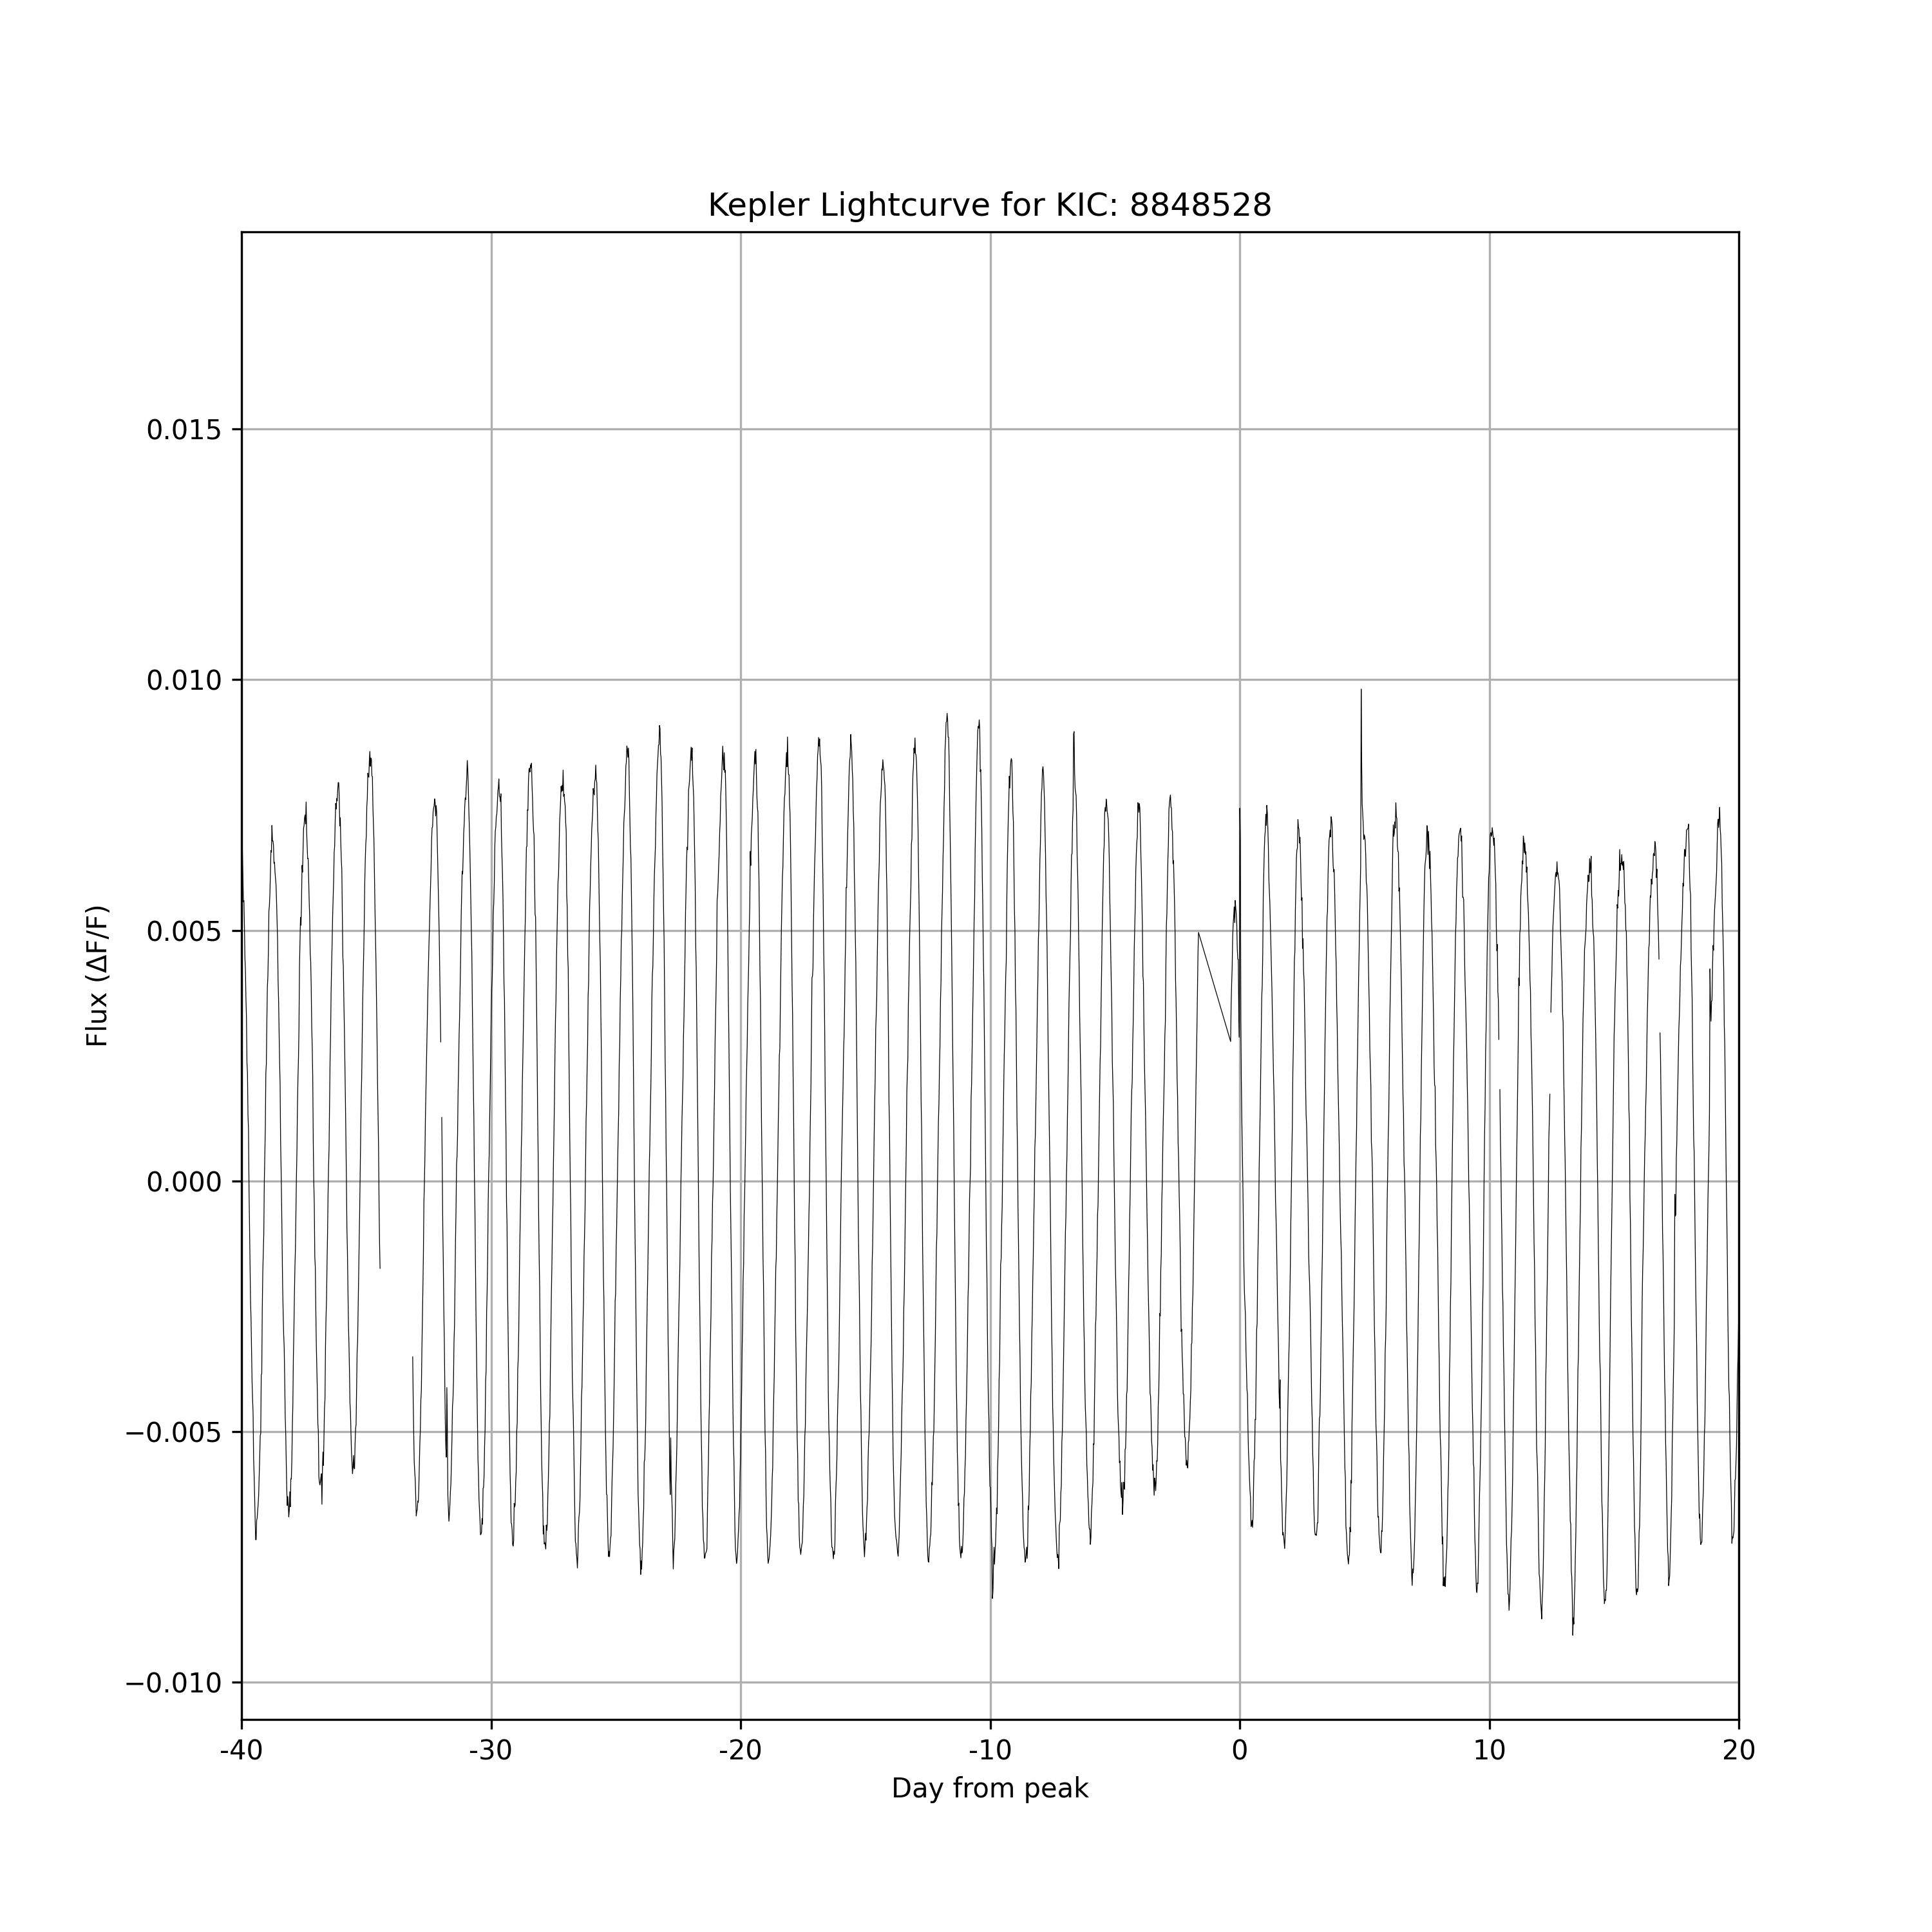 Kepler Lightcurve for KIC: 8848528
Flux (ΔF/F)
0.015
0.010
0.005
0.000
−0.005
−0.010
-40 -30 -20 -10 0 10 20
Day from peak